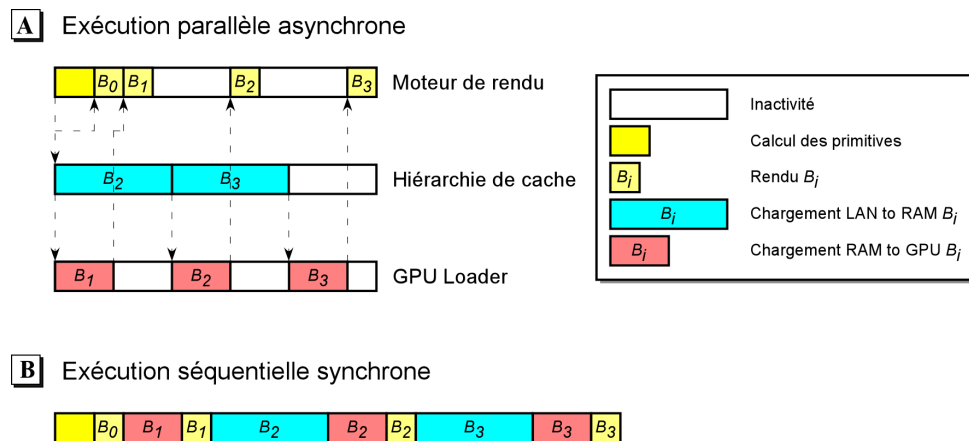 A Exécution parallèle asynchrone
B0 B1 B2 B3 Moteur de rendu
B2 B3 Hiérarchie de cache
B1 B2 B3 GPU Loader
Inactivité
Calcul des primitives
Bi Rendu Bi
Bi Chargement LAN to RAM Bi
Bi Chargement RAM to GPU Bi
B Exécution séquentielle synchrone
B0 B1 B1 B2 B2 B2 B3 B3 B3